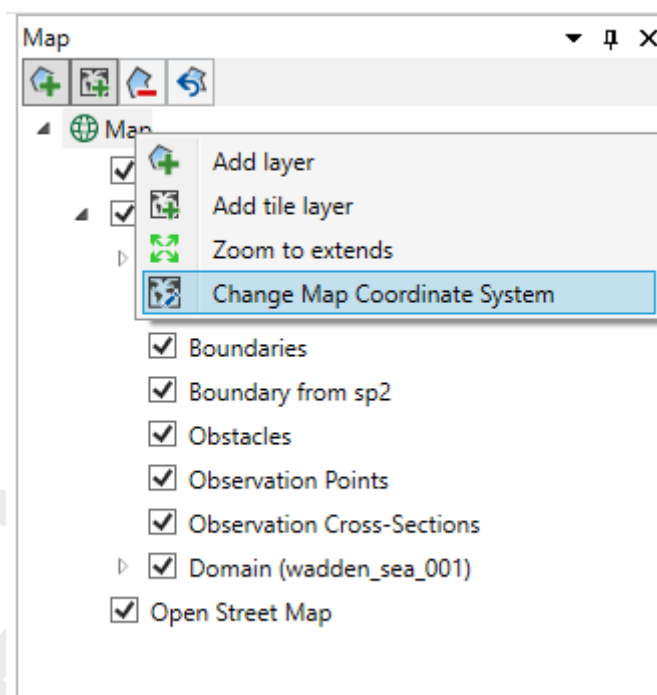 Map
Map
Add layer
Add tile layer
Zoom to extends
Change Map Coordinate System
Boundaries
Boundary from sp2
Obstacles
Observation Points
Observation Cross-Sections
Domain (wadden_sea_001)
Open Street Map